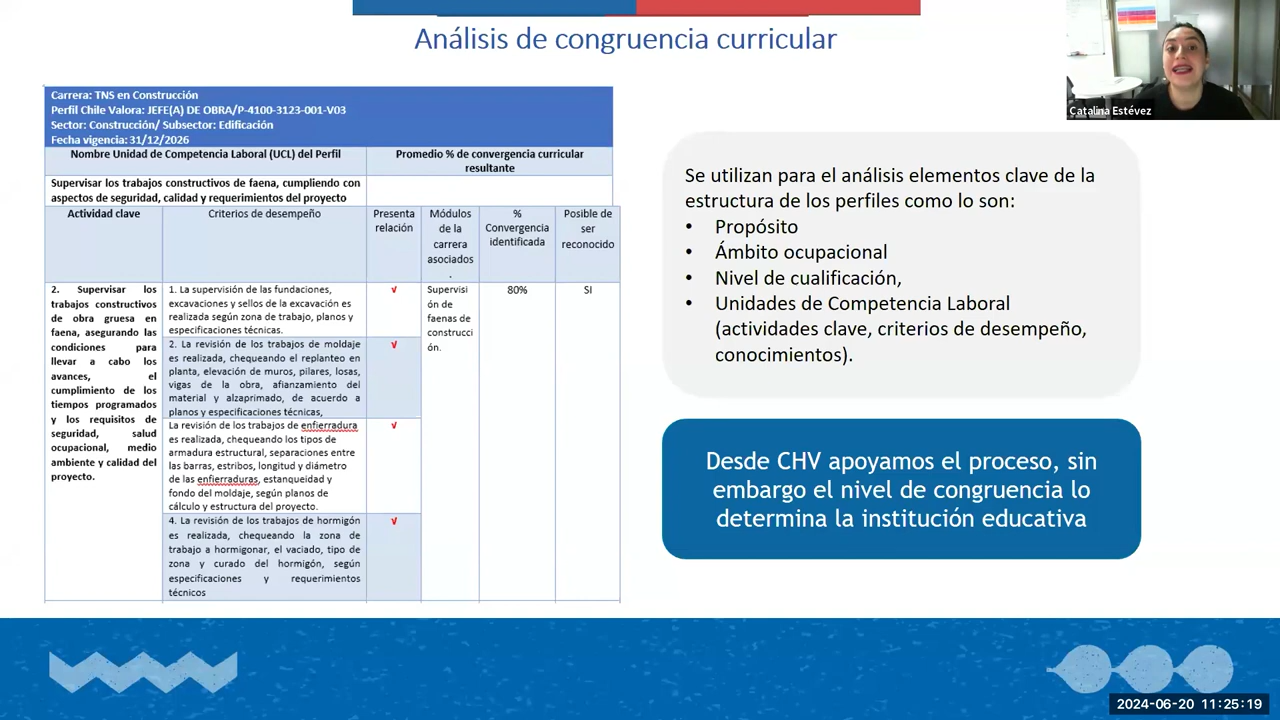 Análisis de congruencia curricular
Catalina Estévez
Carrera: TNS en Construcción
Perfil Chile Valora: JEFE(A) DE OBRA/P-4100-3123-001-V03
Sector: Construcción/ Subsector: Edificación
Fecha vigencia: 31/12/2026
Nombre Unidad de Competencia Laboral (UCL) del Perfil
Promedio % de convergencia curricular
resultante
Supervisar los trabajos constructivos de faena, cumpliendo con
aspectos de seguridad, calidad y requerimientos del proyecto
Actividad clave
Criterios de desempeño
Presenta
relación
Módulos
de la
carrera
asociados
.
%
Convergencia
identificada
Posible de
ser
reconocido
2. Supervisar los
trabajos constructivos
de obra gruesa en
faena, asegurando las
condiciones para
llevar a cabo los
avances, el
cumplimiento de los
tiempos programados
y los requisitos de
seguridad, salud
ocupacional, medio
ambiente y calidad del
proyecto.
1. La supervisión de las fundaciones,
excavaciones y sellos de la excavación es
realizada según zona de trabajo, planos y
especificaciones técnicas.
√
Supervisi
ón de
faenas de
construcci
ón.
80%
SI
2. La revisión de los trabajos de moldaje
es realizada, chequeando el replanteo en
planta, elevación de muros, pilares, losas,
vigas de la obra, afianzamiento del
material y alzaprimado, de acuerdo a
planos y especificaciones técnicas,
√
La revisión de los trabajos de enfierradura
es realizada, chequeando los tipos de
armadura estructural, separaciones entre
las barras, estribos, longitud y diámetro
de las enfierraduras, estanqueidad y
fondo del moldaje, según planos de
cálculo y estructura del proyecto.
√
4. La revisión de los trabajos de hormigón
es realizada, chequeando la zona de
trabajo a hormigonar, el vaciado, tipo de
zona y curado del hormigón, según
especificaciones y requerimientos
técnicos
√
Se utilizan para el análisis elementos clave de la
estructura de los perfiles como lo son:
• Propósito
• Ámbito ocupacional
• Nivel de cualificación,
• Unidades de Competencia Laboral
(actividades clave, criterios de desempeño,
conocimientos).
Desde CHV apoyamos el proceso, sin
embargo el nivel de congruencia lo
determina la institución educativa
2024-06-20 11:25:19